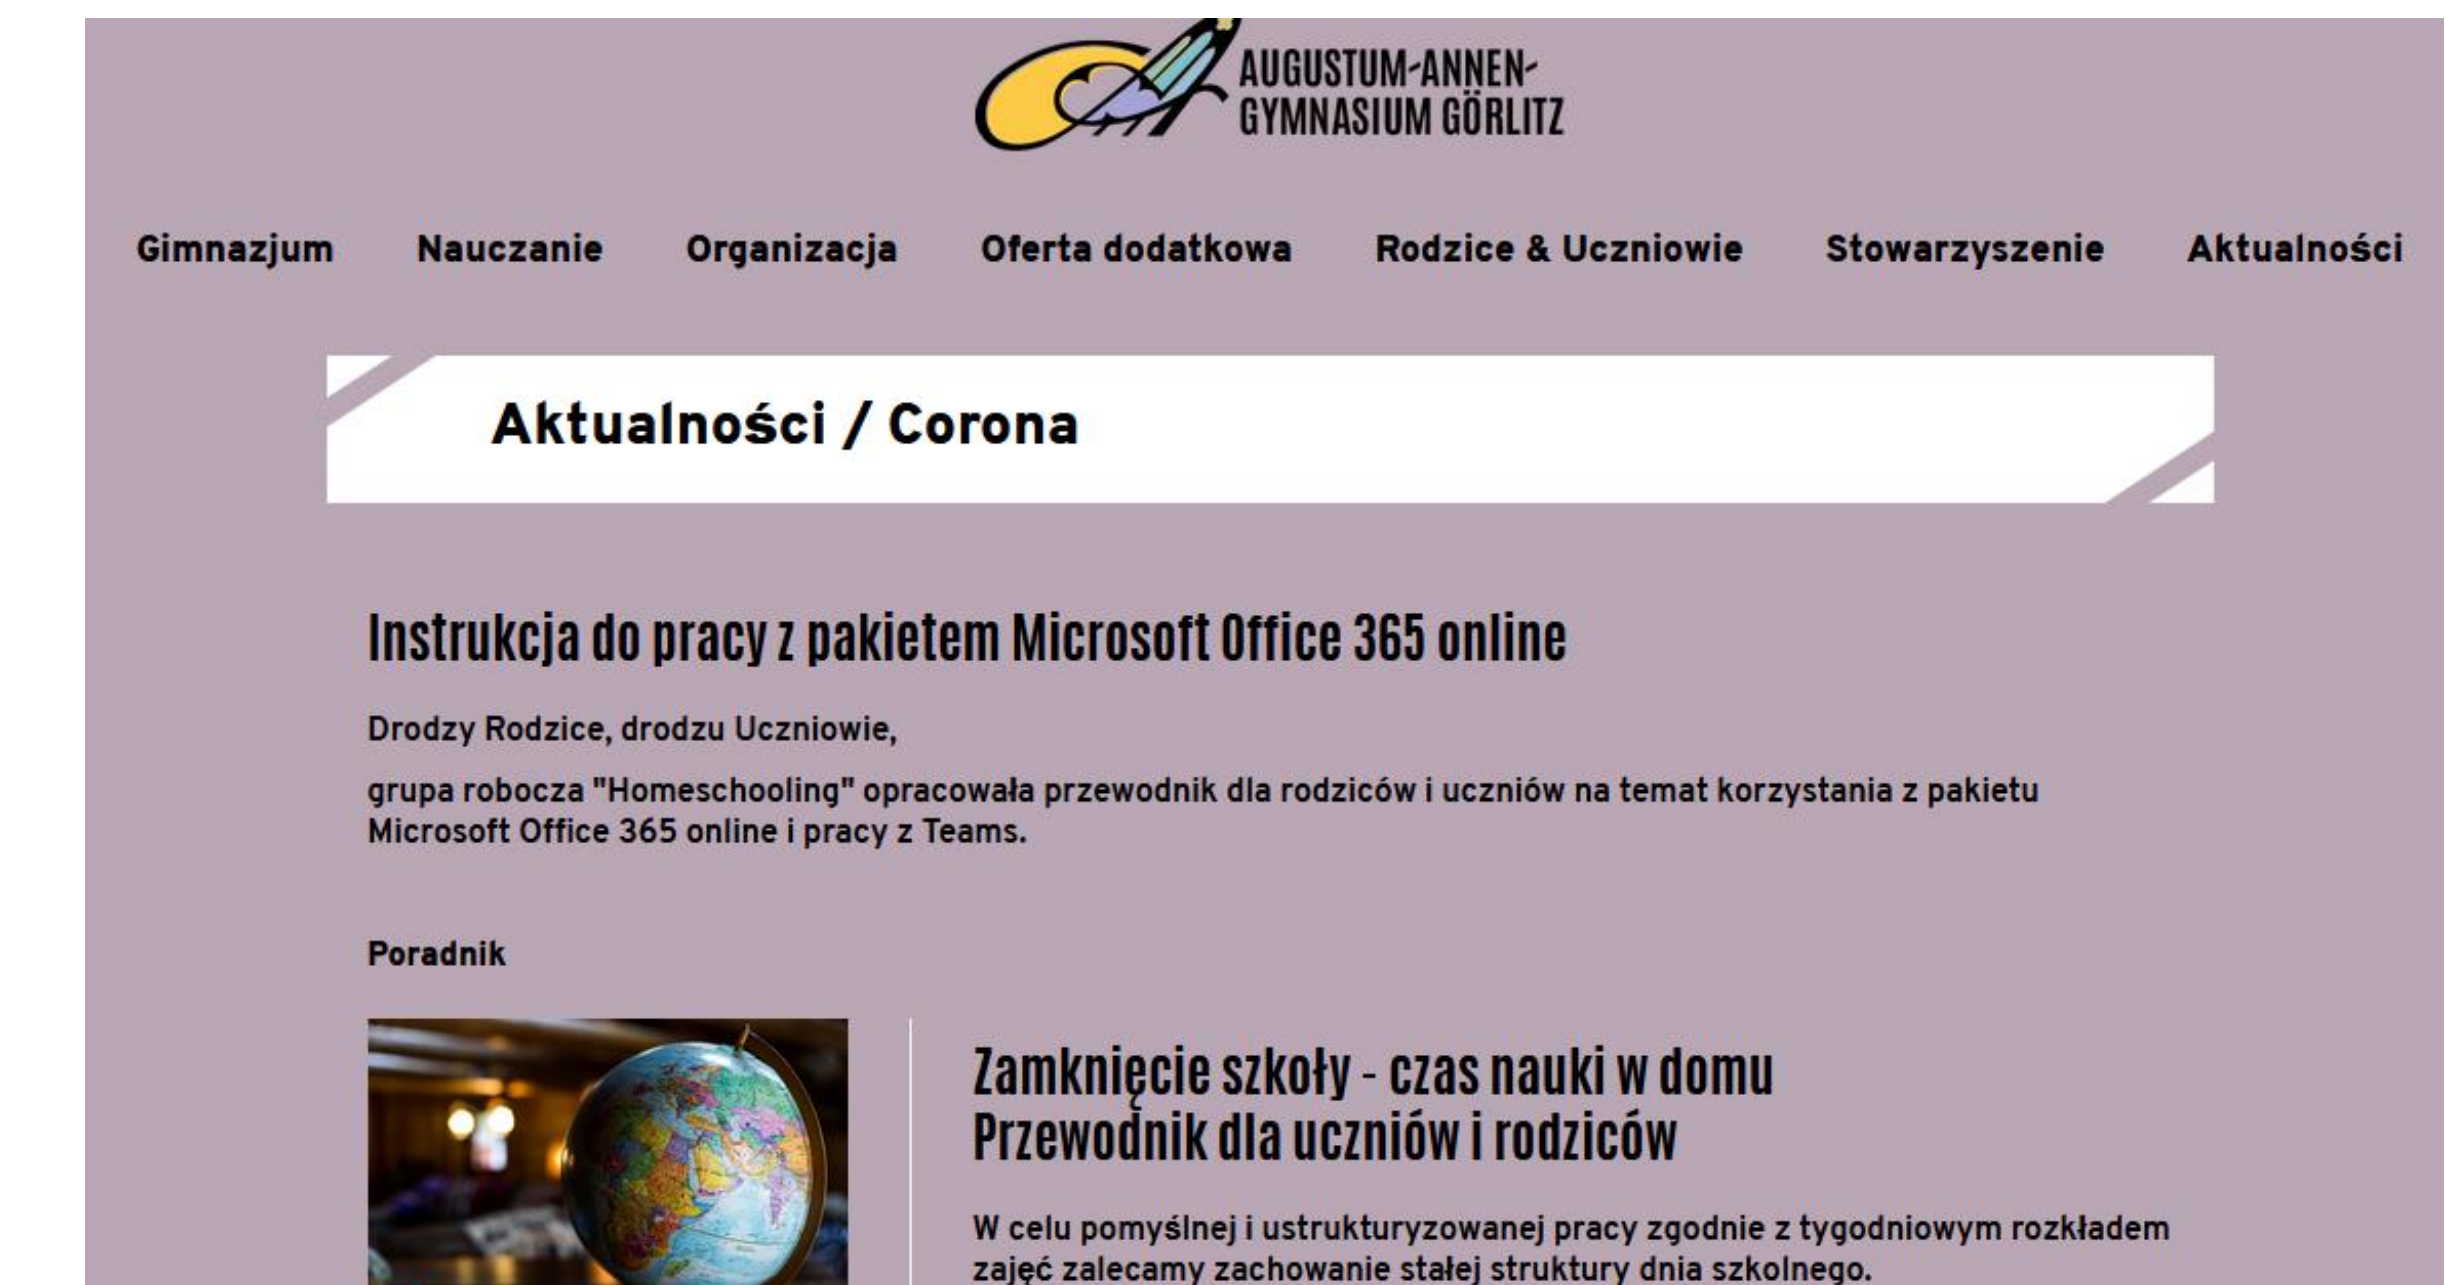 AUGUSTUM-ANNEN-
GYMNASIUM GÖRLITZ
Gimnazjum Nauczanie Organizacja Oferta dodatkowa Rodzice & Uczniowie Stowarzyszenie Aktualności
Aktualności / Corona
Instrukcja do pracy z pakietem Microsoft Office 365 online
Drodzy Rodzice, drodzu Uczniowie,
grupa robocza "Homeschooling" opracowała przewodnik dla rodziców i uczniów na temat korzystania z pakietu
Microsoft Office 365 online i pracy z Teams.
Poradnik
Zamknięcie szkoły - czas nauki w domu
Przewodnik dla uczniów i rodziców
W celu pomyślnej i ustrukturyzowanej pracy zgodnie z tygodniowym rozkładem
zajęć zalecamy zachowanie stałej struktury dnia szkolnego.